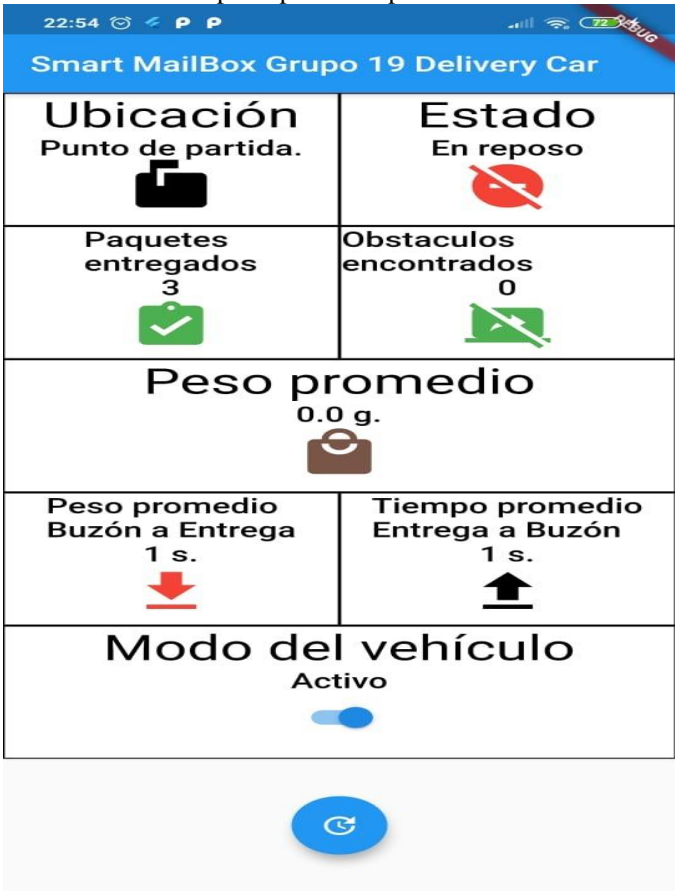 22:54
72
DEBUG
Smart MailBox Grupo 19 Delivery Car
Ubicación
Punto de partida.
Estado
En reposo
Paquetes
entregados
3
Obstaculos
encontrados
0
Peso promedio
0.0 g.
Peso promedio
Buzón a Entrega
1 s.
Tiempo promedio
Entrega a Buzón
1 s.
Modo del vehículo
Activo